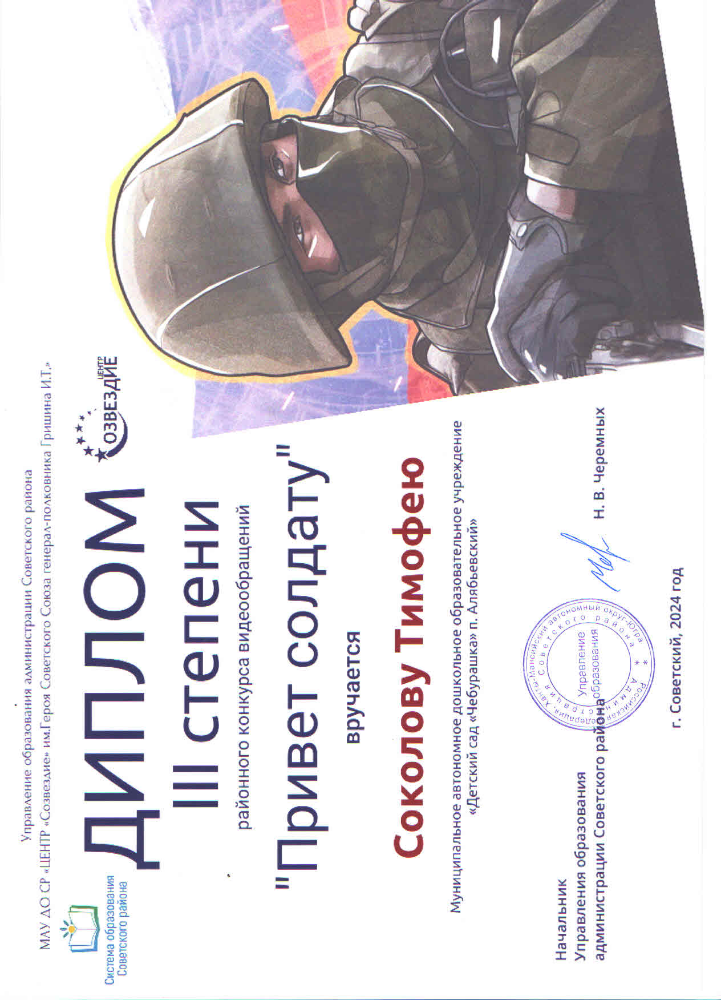 Управление образования администрации Советского района
МАУ ДО СР «ЦЕНТР «Созвездие» им.Героя Советского Союза генерал-полковника Гришина И.Т.»
Система образования
Советского района
ЦЕНТР
ОЗВЕЗДИЕ
ДИПЛОМ
III степени
районного конкурса видеообращений
"Привет солдату"
вручается
Соколову Тимофею
Муниципальное автономное дошкольное образовательное учреждение
«Детский сад «Чебурашка» п. Алябьевский»
Начальник
Управления образования
администрации Советского района
Н. В. Черемных
Российская Федерация, Ханты-Мансийский автономный округ-Югра
Администрация Советского района
Управление
образования
г. Советский, 2024 год